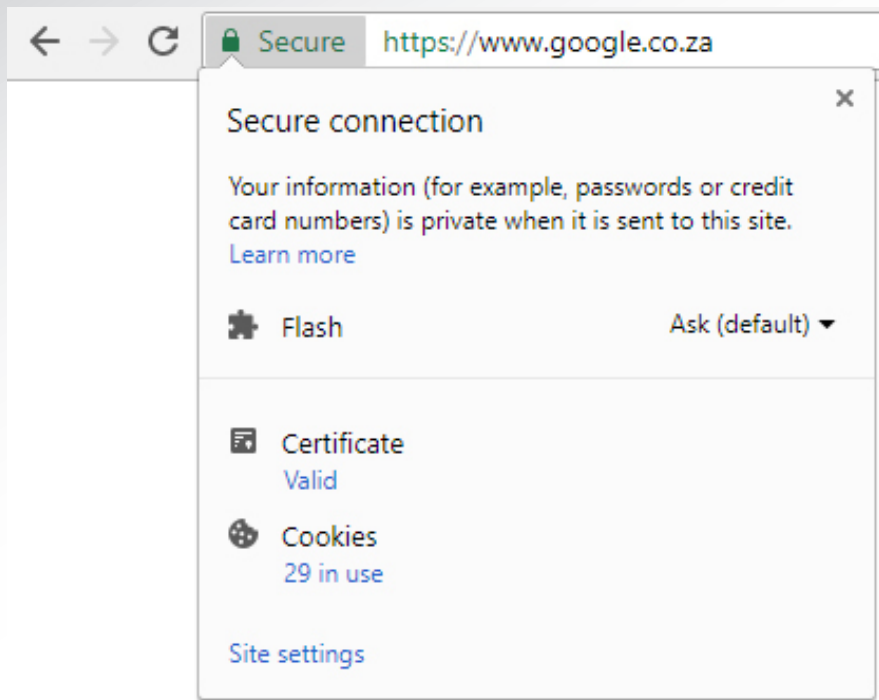 Secure https://www.google.co.za
Secure connection
Your information (for example, passwords or credit
card numbers) is private when it is sent to this site.
Learn more
Flash Ask (default)
Certificate
Valid
Cookies
29 in use
Site settings